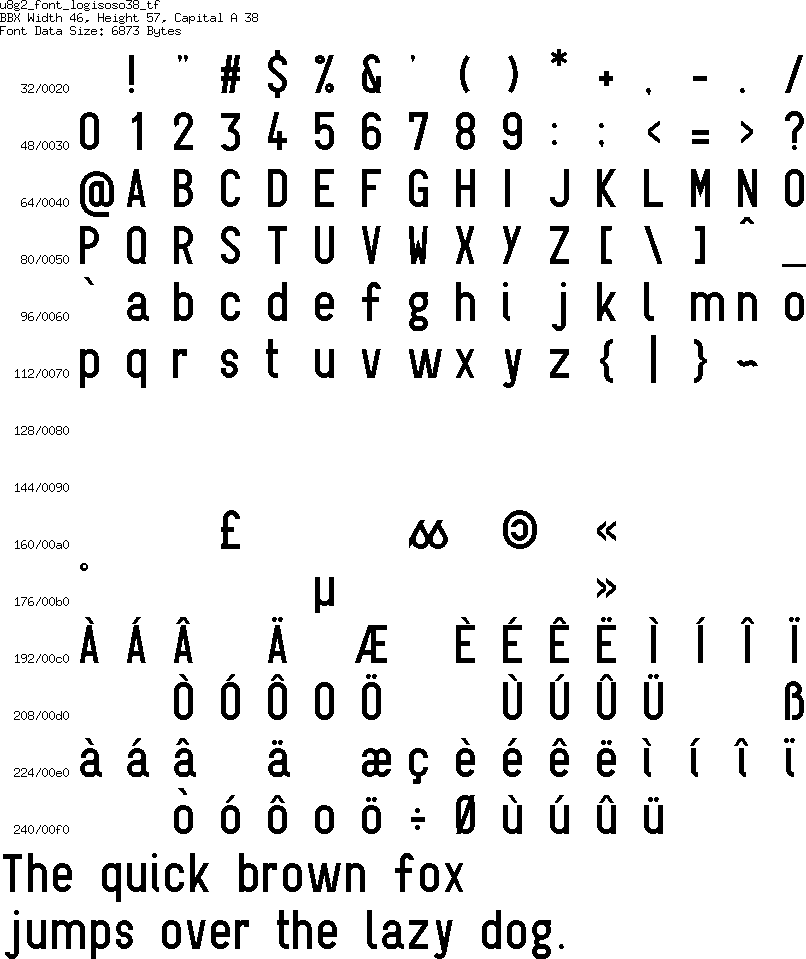 u8g2_font_logisoso38_tf
BBX Width 46, Height 57, Capital A 38
Font Data Size: 6873 Bytes
32/0020 ! " # $ % & ' ( ) * + , - . /
48/0030 0 1 2 3 4 5 6 7 8 9 : ; < = > ?
64/0040 @ A B C D E F G H I J K L M N O
80/0050 P Q R S T U V W X Y Z [ \ ] ^ _
96/0060 ` a b c d e f g h i j k l m n o
112/0070 p q r s t u v w x y z { | } ~
128/0080
144/0090
160/00a0 £ © «
176/00b0 ° µ »
192/00c0 À Á Â Ä Æ È É Ê Ë Ì Í Î Ï
208/00d0 Ò Ó Ô O Ö Ù Ú Û Ü ß
224/00e0 à á â ä æ ç è é ê ë ì í î ï
240/00f0 ò ó ô o ö ÷ Ø ù ú û ü
The quick brown fox
jumps over the lazy dog.